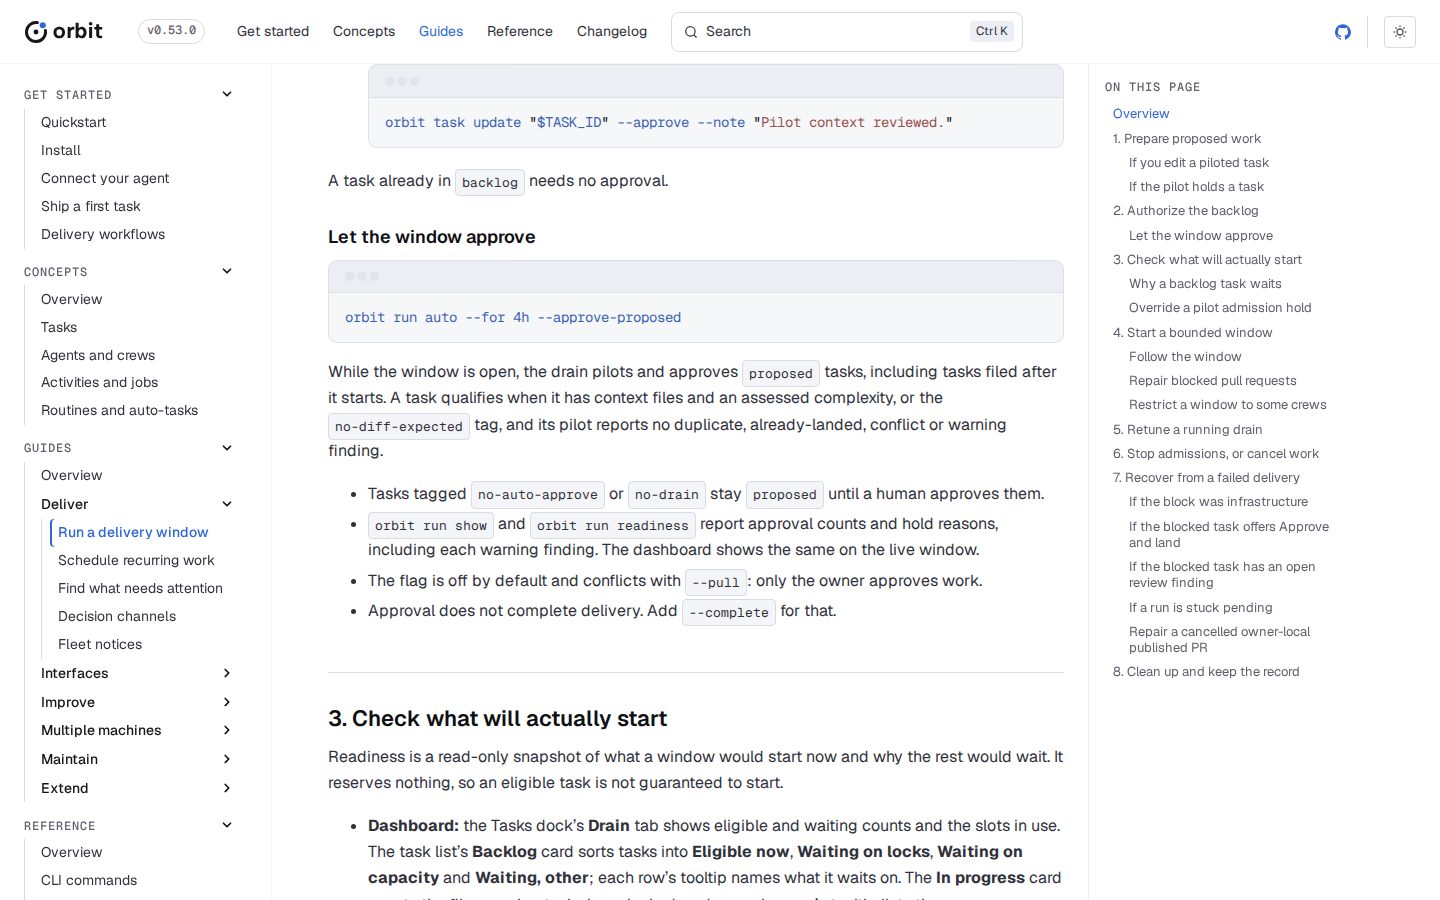 orbit
v0.53.0
Get started
Concepts
Guides
Reference
Changelog
Search
Ctrl K
GET STARTED
Quickstart
Install
Connect your agent
Ship a first task
Delivery workflows
CONCEPTS
Overview
Tasks
Agents and crews
Activities and jobs
Routines and auto-tasks
GUIDES
Overview
Deliver
Run a delivery window
Schedule recurring work
Find what needs attention
Decision channels
Fleet notices
Interfaces
Improve
Multiple machines
Maintain
Extend
REFERENCE
Overview
CLI commands
orbit task update "$TASK_ID" --approve --note "Pilot context reviewed."
A task already in backlog needs no approval.
Let the window approve
orbit run auto --for 4h --approve-proposed
While the window is open, the drain pilots and approves proposed tasks, including tasks filed after
it starts. A task qualifies when it has context files and an assessed complexity, or the
no-diff-expected tag, and its pilot reports no duplicate, already-landed, conflict or warning
finding.
• Tasks tagged no-auto-approve or no-drain stay proposed until a human approves them.
• orbit run show and orbit run readiness report approval counts and hold reasons,
including each warning finding. The dashboard shows the same on the live window.
• The flag is off by default and conflicts with --pull: only the owner approves work.
• Approval does not complete delivery. Add --complete for that.
3. Check what will actually start
Readiness is a read-only snapshot of what a window would start now and why the rest would wait. It
reserves nothing, so an eligible task is not guaranteed to start.
• Dashboard: the Tasks dock’s Drain tab shows eligible and waiting counts and the slots in use.
The task list’s Backlog card sorts tasks into Eligible now, Waiting on locks, Waiting on
capacity and Waiting, other; each row’s tooltip names what it waits on. The In progress card
ON THIS PAGE
Overview
1. Prepare proposed work
If you edit a piloted task
If the pilot holds a task
2. Authorize the backlog
Let the window approve
3. Check what will actually start
Why a backlog task waits
Override a pilot admission hold
4. Start a bounded window
Follow the window
Repair blocked pull requests
Restrict a window to some crews
5. Retune a running drain
6. Stop admissions, or cancel work
7. Recover from a failed delivery
If the block was infrastructure
If the blocked task offers Approve
and land
If the blocked task has an open
review finding
If a run is stuck pending
Repair a cancelled owner-local
published PR
8. Clean up and keep the record